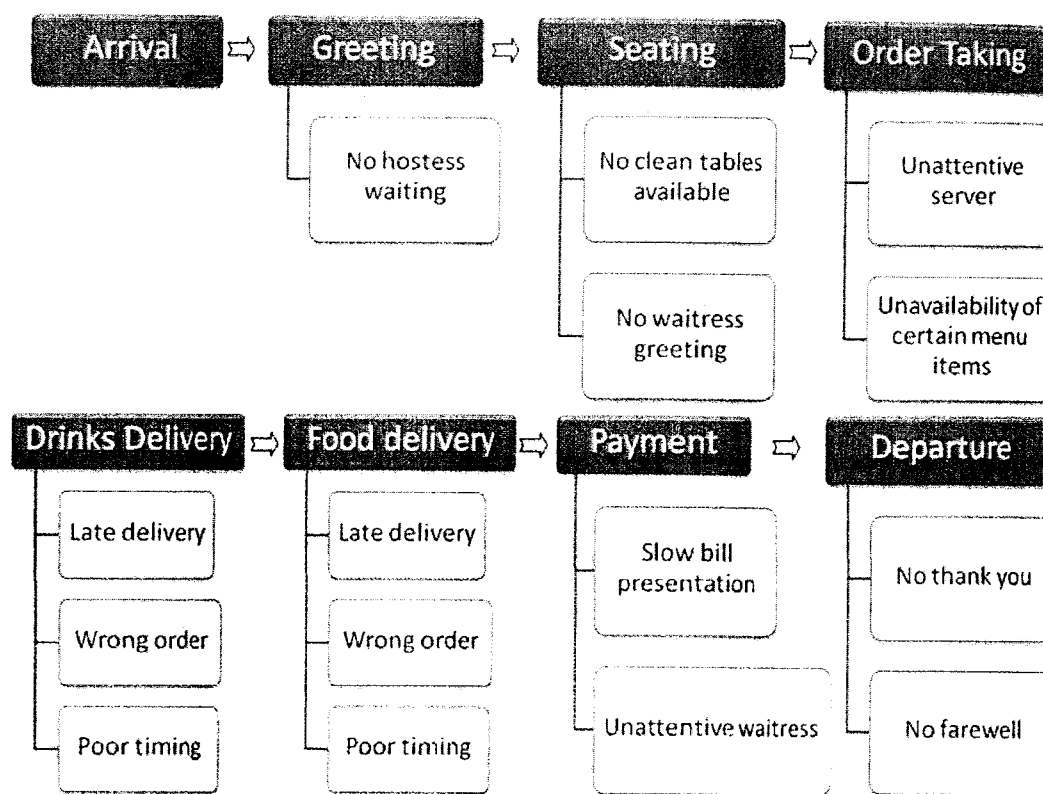 Arrival
Greeting
Seating
Order Taking
No hostess
waiting
No clean tables
available
Unattentive
server
No waitress
greeting
Unavailability of
certain menu
items
Drinks Delivery
Food delivery
Payment
Departure
Late delivery
Late delivery
Slow bill
presentation
No thank you
Wrong order
Wrong order
Poor timing
Poor timing
Unattentive waitress
No farewell